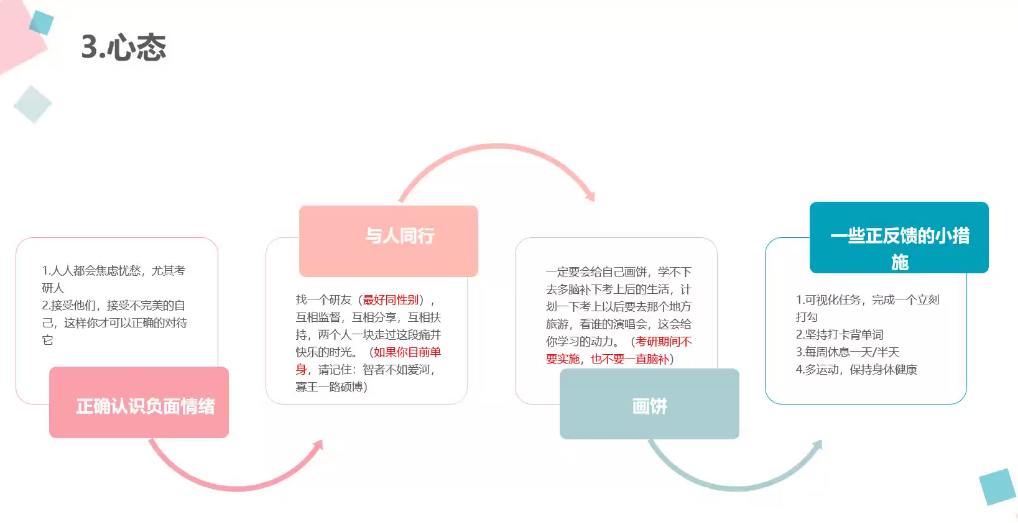 3.心态
1.人人都会焦虑忧愁，尤其考
研人
2.接受他们，接受不完美的自
己，这样你才可以正确的对待
它
正确认识负面情绪
与人同行
找一个研友（最好同性别），
互相监督，互相分享，互相扶
持，两个人一块走过这段痛并
快乐的时光。（如果你目前单
身，请记住：智者不如爱河，
寡王一路硕博）
一定要会给自己画饼，学不下
去多脑补下考上后的生活，计
划一下考上以后要去那个地方
旅游，看谁的演唱会，这会给
你学习的动力。（考研期间不
要实施，也不要一直脑补）
画饼
一些正反馈的小措
施
1.可视化任务，完成一个立刻
打勾
2.坚持打卡背单词
3.每周休息一天/半天
4.多运动，保持身体健康